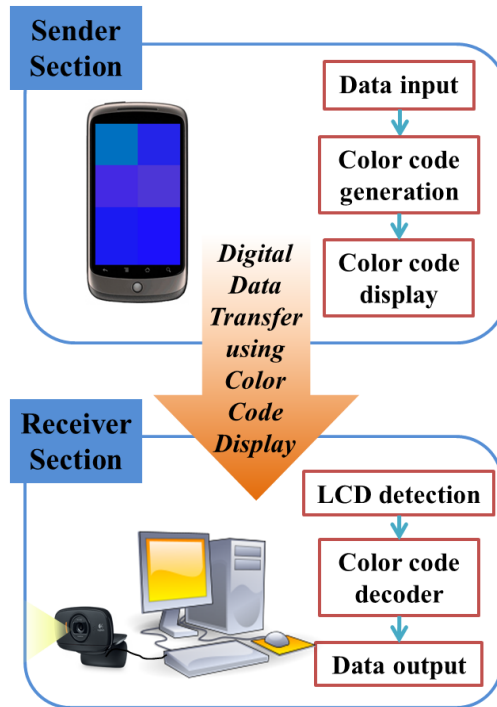 Sender
Section
Data input
Color code
generation
Color code
display
Digital
Data
Transfer
using
Color
Code
Display
Receiver
Section
LCD detection
Color code
decoder
Data output